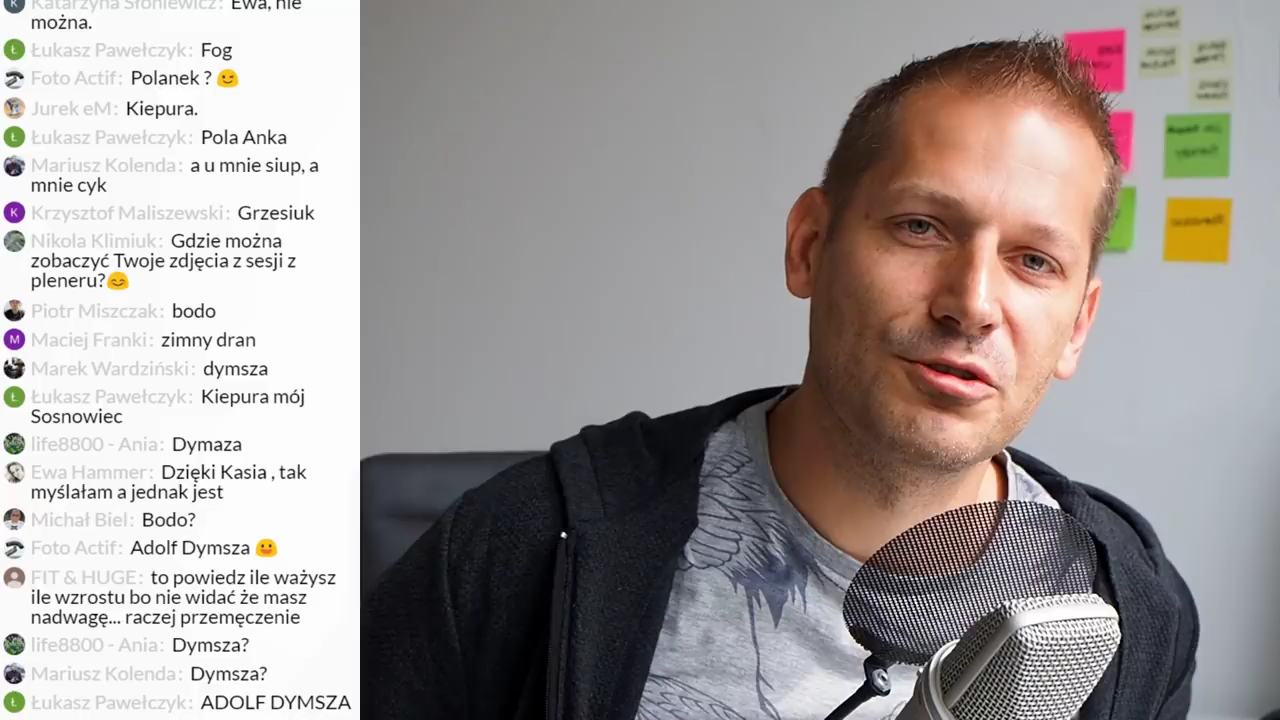 Katarzyna Słoniewicz: Ewa, nie
można.
Ł Łukasz Pawełczyk: Fog
Foto Actif: Polanek ? 😉
Jurek eM: Kiepura.
Ł Łukasz Pawełczyk: Pola Anka
Mariusz Kolenda: a u mnie siup, a
mnie cyk
K Krzysztof Maliszewski: Grzesiuk
Nikola Klimiuk: Gdzie można
zobaczyć Twoje zdjęcia z sesji z
pleneru?😊
Piotr Miszczak: bodo
M Maciej Franki: zimny dran
Marek Wardziński: dymsza
Ł Łukasz Pawełczyk: Kiepura mój
Sosnowiec
life8800 - Ania: Dymaza
Ewa Hammer: Dzięki Kasia , tak
myślałam a jednak jest
Michał Biel: Bodo?
Foto Actif: Adolf Dymsza 😛
FIT & HUGE: to powiedz ile ważysz
ile wzrostu bo nie widać że masz
nadwagę... raczej przemęczenie
life8800 - Ania: Dymsza?
Mariusz Kolenda: Dymsza?
Ł Łukasz Pawełczyk: ADOLF DYMSZA